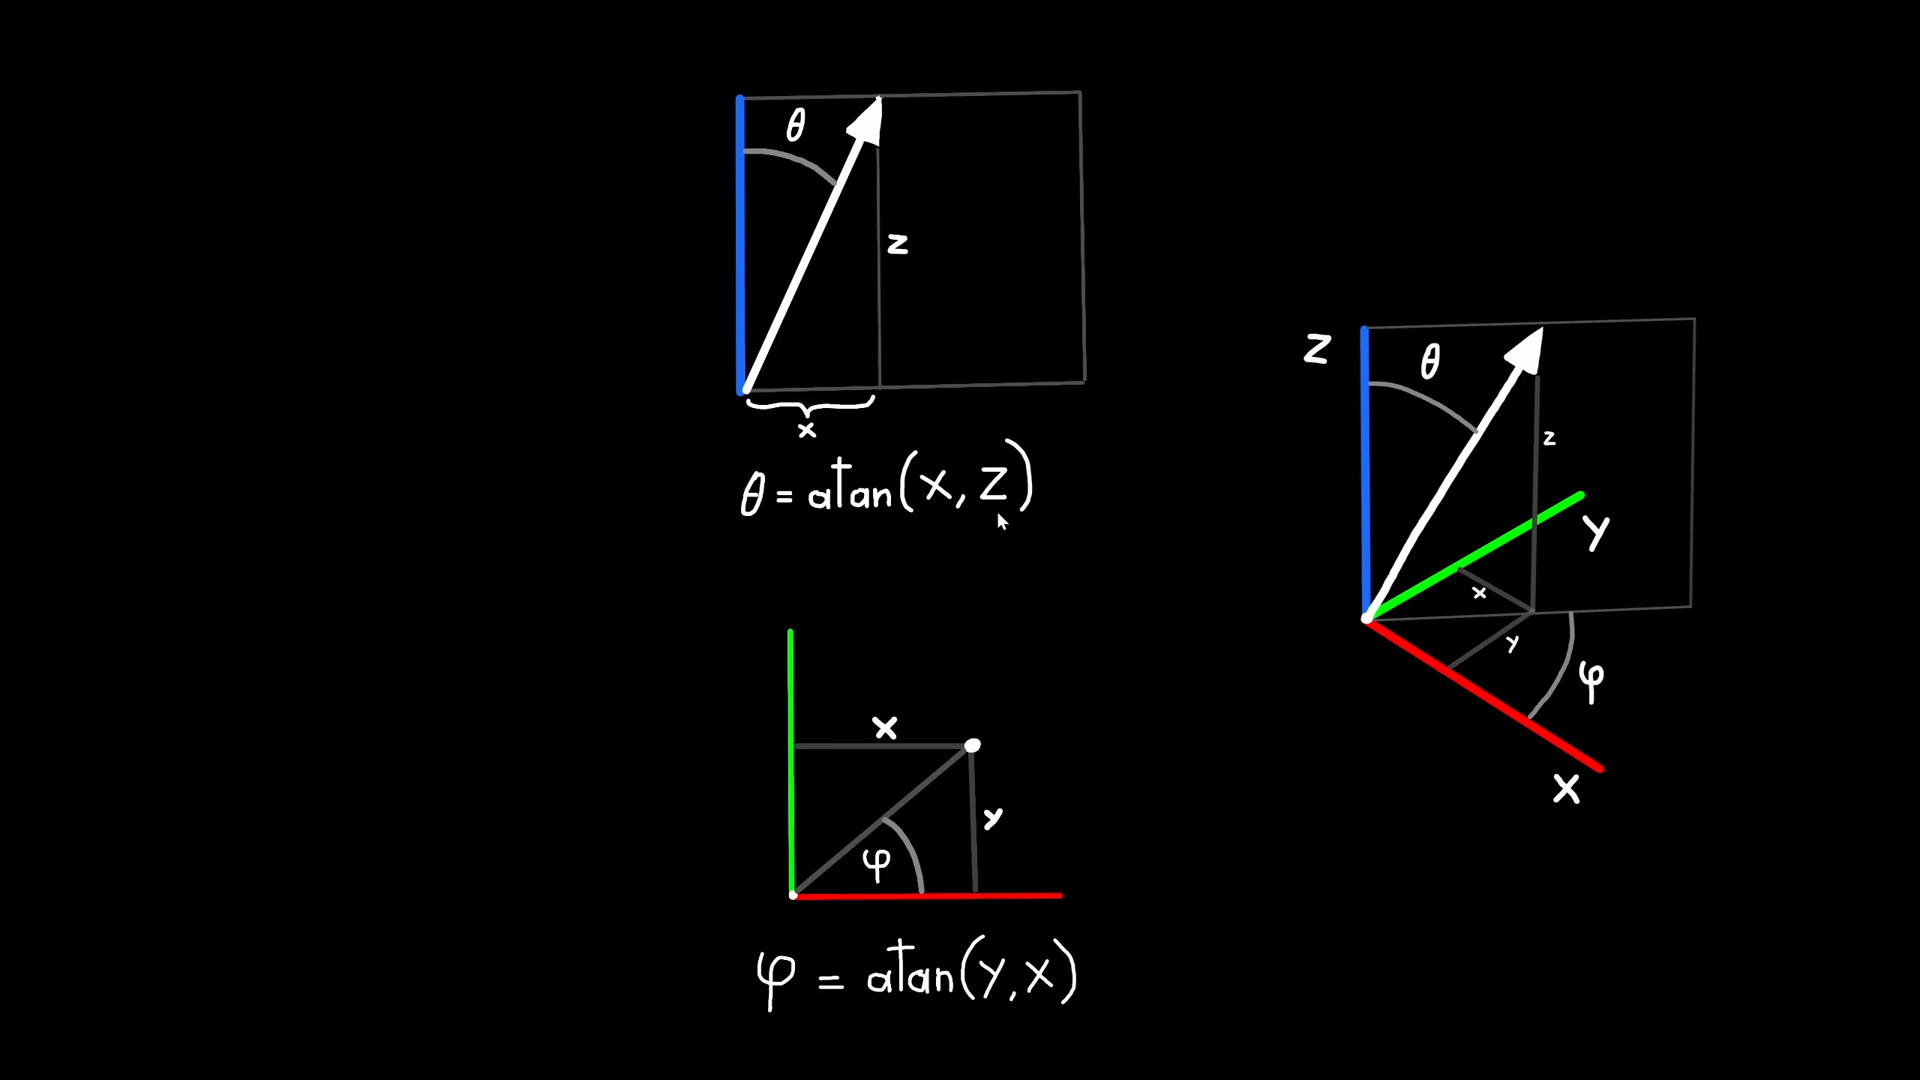 θ
z
x
θ = atan(x, z)
x
y
φ
φ = atan(y, x)
Z
θ
z
Y
x
y
φ
X